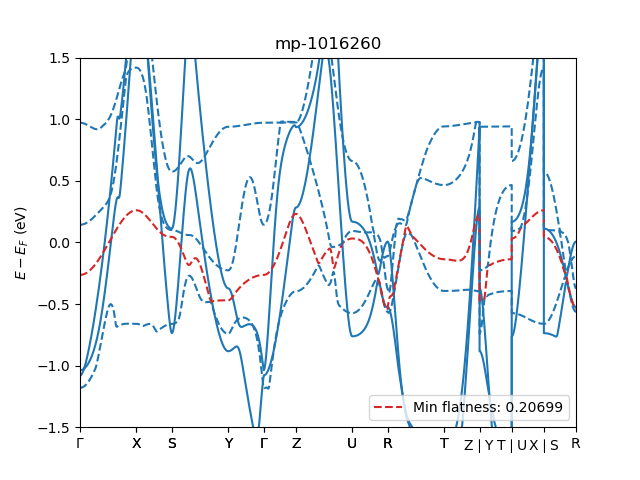 mp-1016260
E − E_F (eV)
1.5
1.0
0.5
0.0
−0.5
−1.0
−1.5
Min flatness: 0.20699
Γ X S Y Γ Z U R T Z | Y T | U X | S R